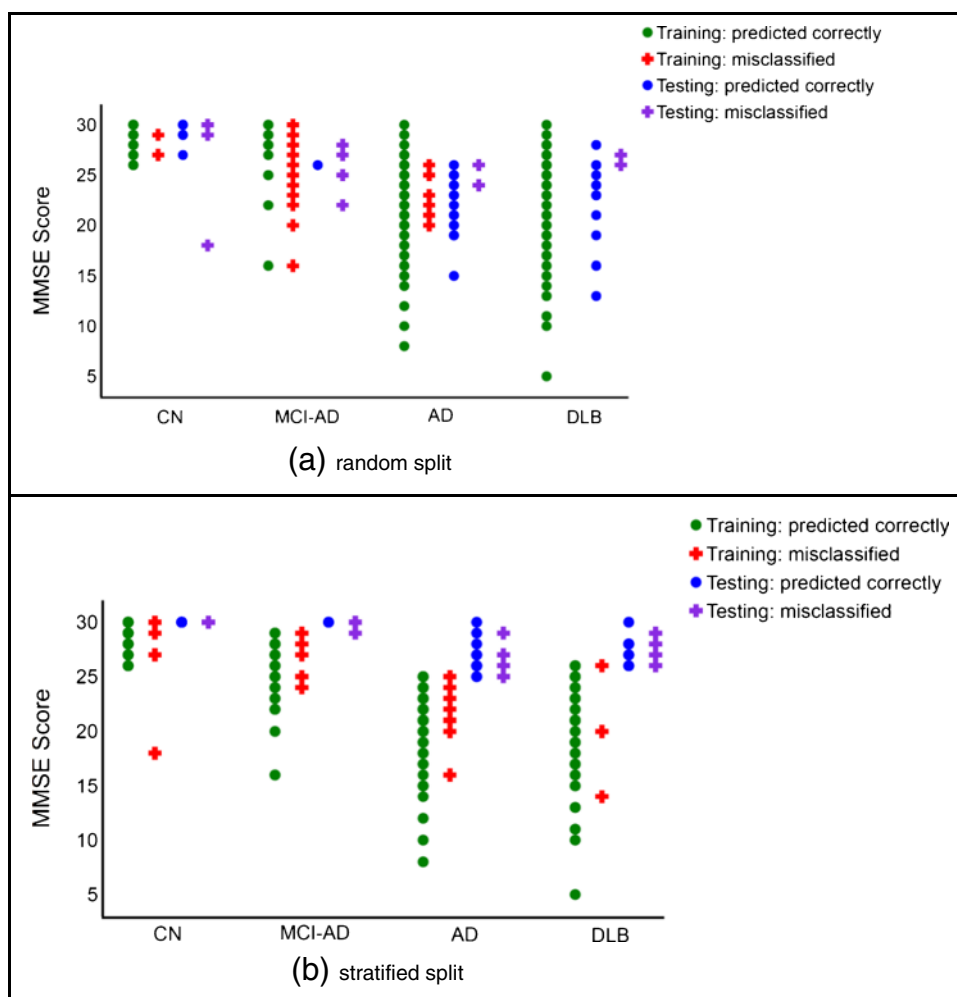 Training: predicted correctly
Training: misclassified
Testing: predicted correctly
Testing: misclassified
MMSE Score
30
25
20
15
10
5
CN MCI-AD AD DLB
(a) random split
Training: predicted correctly
Training: misclassified
Testing: predicted correctly
Testing: misclassified
MMSE Score
30
25
20
15
10
5
CN MCI-AD AD DLB
(b) stratified split